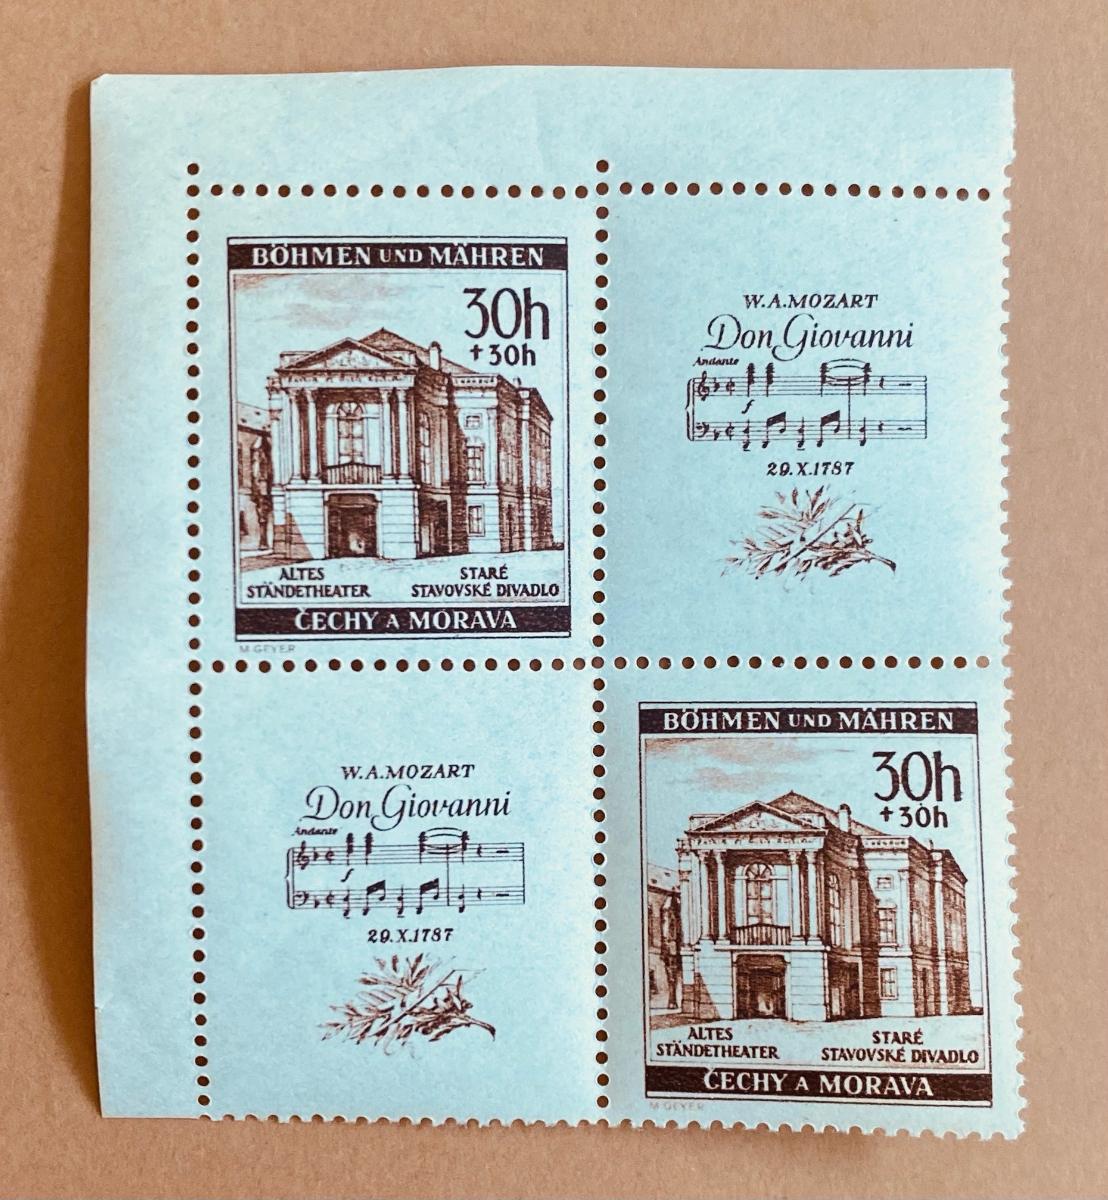 BÖHMEN UND MÄHREN
30h
+30h
ALTES
STÄNDETHEATER
STARÉ
STAVOVSKÉ DIVADLO
ČECHY A MORAVA
M.GEYER
W.A.MOZART
Don Giovanni
Andante
f
29.X.1787
W.A.MOZART
Don Giovanni
Andante
f
29.X.1787
BÖHMEN UND MÄHREN
30h
+30h
ALTES
STÄNDETHEATER
STARÉ
STAVOVSKÉ DIVADLO
ČECHY A MORAVA
M.GEYER